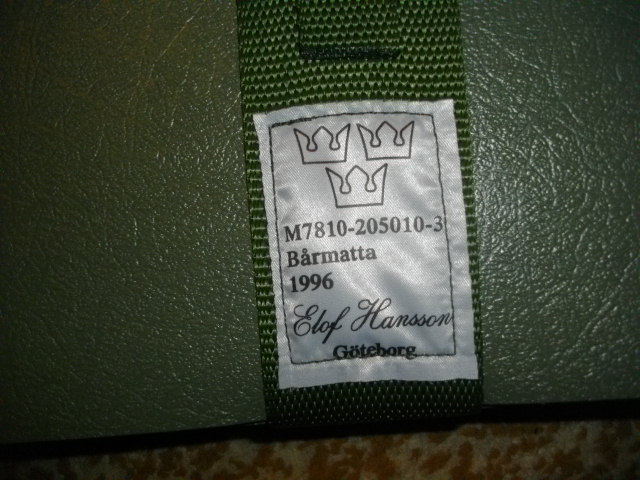 M7810-205010-3
Bårmatta
1996
Elof Hansson
Göteborg